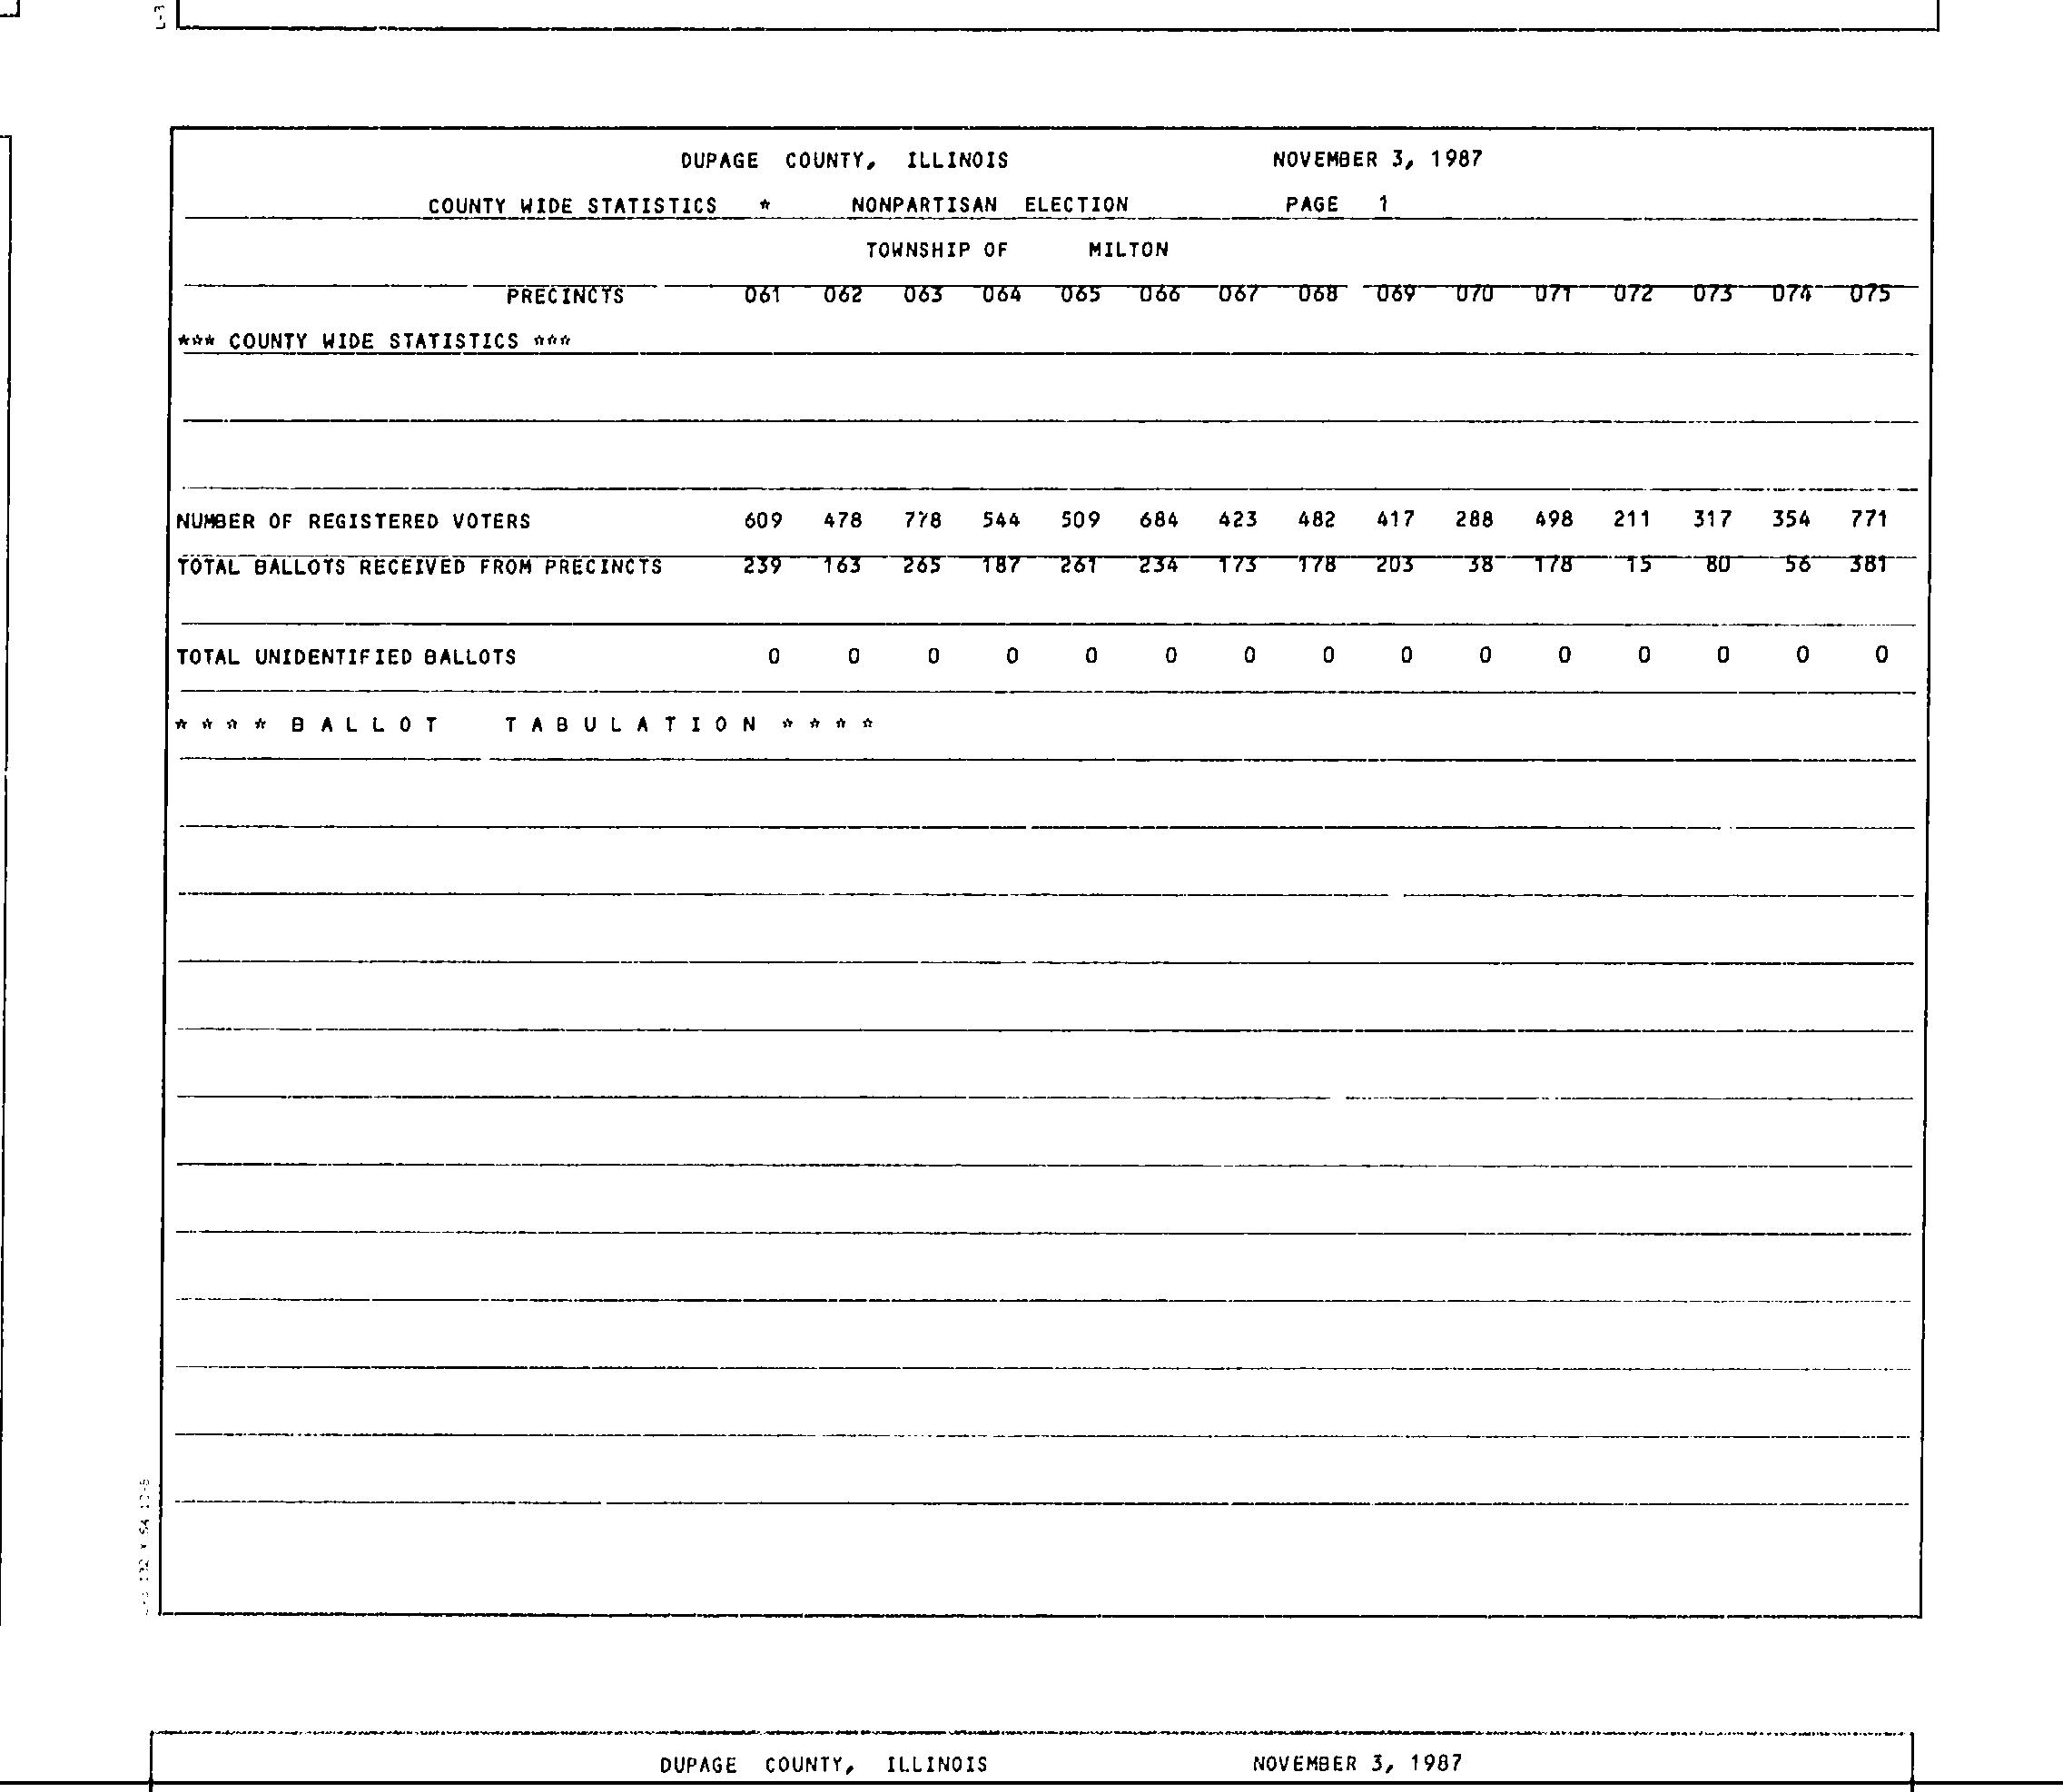 L-3
DUPAGE COUNTY, ILLINOIS NOVEMBER 3, 1987
COUNTY WIDE STATISTICS * NONPARTISAN ELECTION PAGE 1
TOWNSHIP OF MILTON
PRECINCTS 061 062 063 064 065 066 067 068 069 070 071 072 073 074 075
*** COUNTY WIDE STATISTICS ***
NUMBER OF REGISTERED VOTERS 609 478 778 544 509 684 423 482 417 288 498 211 317 354 771
TOTAL BALLOTS RECEIVED FROM PRECINCTS 239 163 265 187 261 234 173 178 203 38 178 15 80 56 381
TOTAL UNIDENTIFIED BALLOTS 0 0 0 0 0 0 0 0 0 0 0 0 0 0 0
* * * * B A L L O T T A B U L A T I O N * * * *
DUPAGE COUNTY, ILLINOIS NOVEMBER 3, 1987